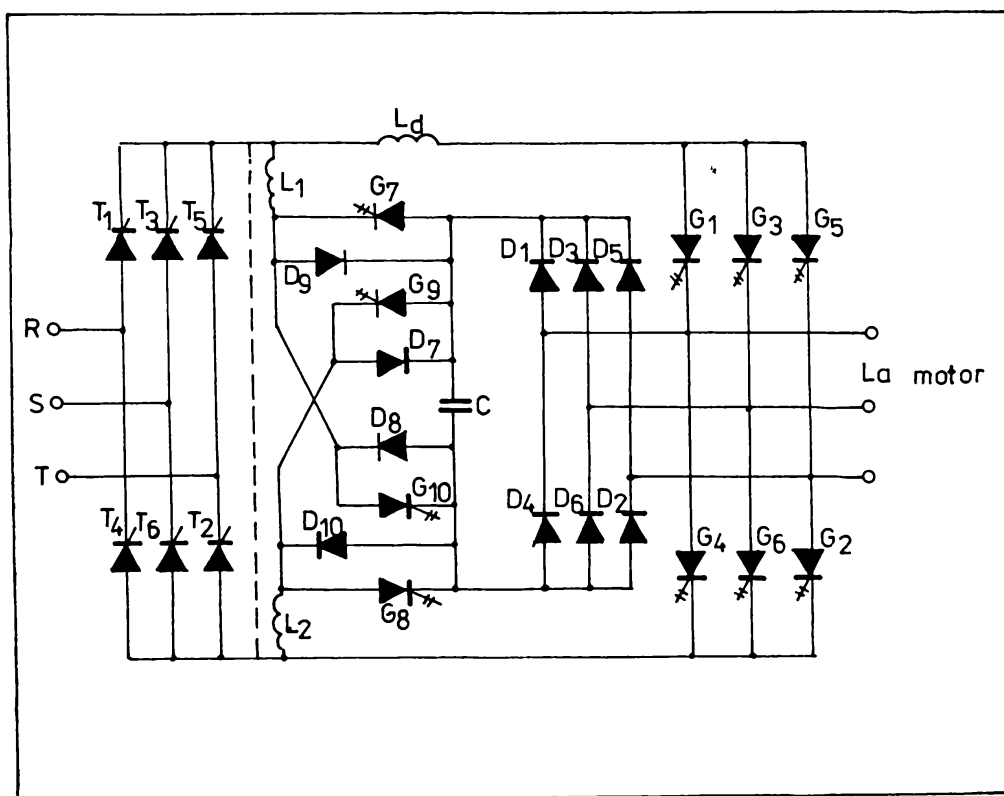 Ld
L1
G7
T1 T3 T5
G1 G3 G5
D1 D3 D5
D9
G9
R
D7
La motor
S
C
D8
T
G10
T4 T6 T2
D10
D4 D6 D2
G4 G6 G2
G8
L2